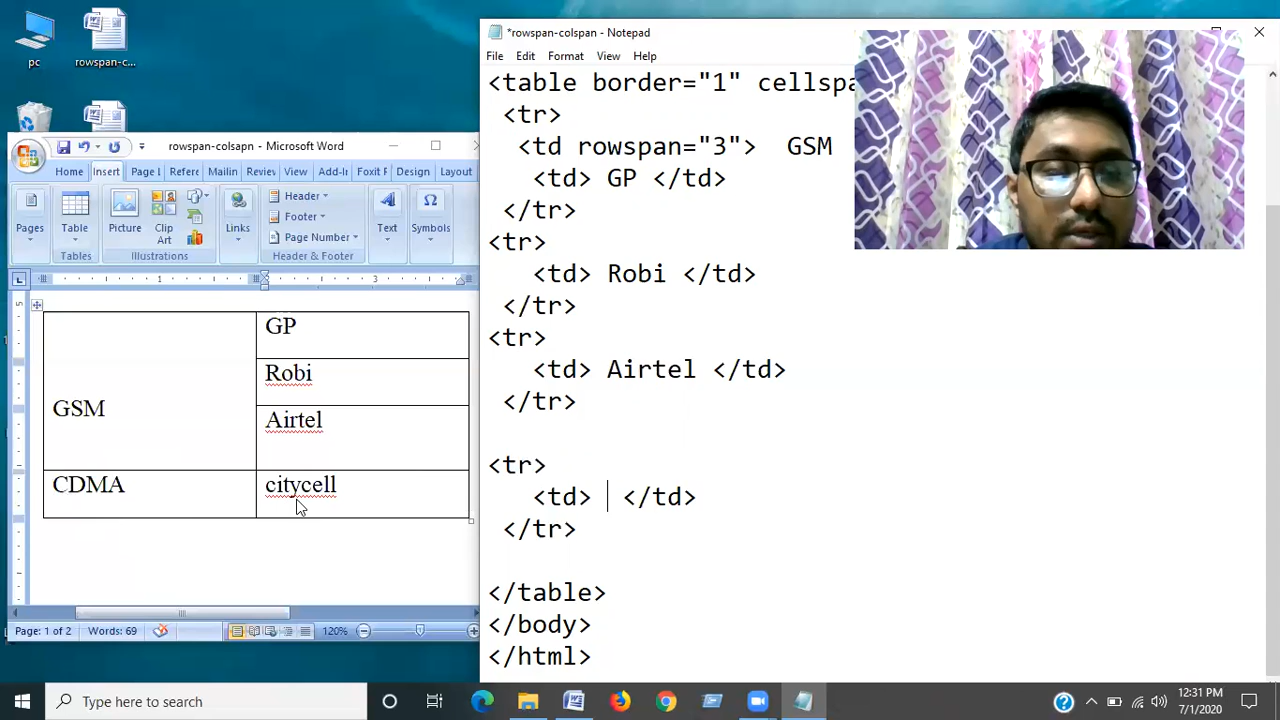 pc
rowspan-c...
rowspan-colsapn - Microsoft Word
Home Insert Page L Refere Mailin Review View Add-Ir Foxit F Design Layout
Pages
Table
Picture
Clip Art
Links
Header
Footer
Page Number
Text
Symbols
Tables
Illustrations
Header & Footer
1 3
GSM
GP
Robi
Airtel
CDMA
citycell
Page: 1 of 2 Words: 69 120%
*rowspan-colspan - Notepad
File Edit Format View Help
<table border="1" cellspa
<tr>
<td rowspan="3"> GSM
<td> GP </td>
</tr>
<tr>
<td> Robi </td>
</tr>
<tr>
<td> Airtel </td>
</tr>
<tr>
<td> </td>
</tr>
</table>
</body>
</html>
Type here to search
12:31 PM
7/1/2020